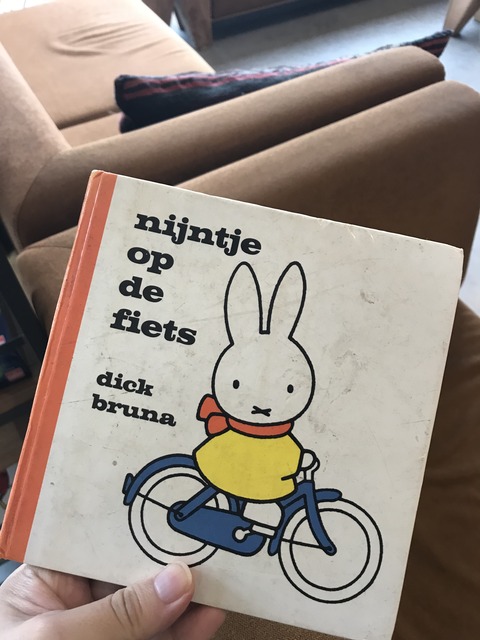 nijntje
op
de
fiets
dick
bruna